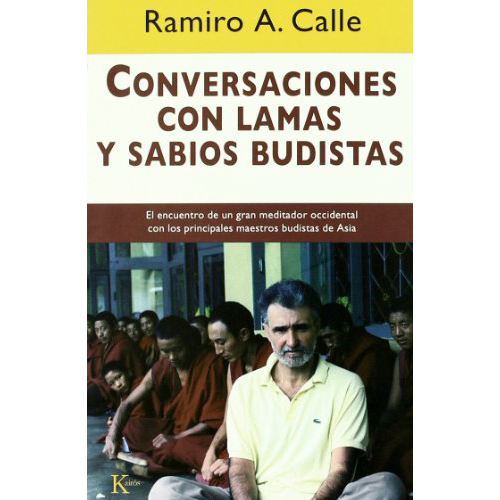 Ramiro A. Calle
CONVERSACIONES
CON LAMAS
Y SABIOS BUDISTAS
El encuentro de un gran meditador occidental
con los principales maestros budistas de Asia
Kairós